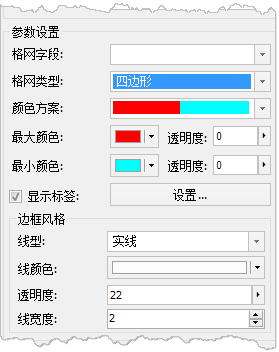 参数设置
格网字段:
格网类型: 四边形
颜色方案:
最大颜色: 透明度: 0
最小颜色: 透明度: 0
显示标签: 设置...
边框风格
线型: 实线
线颜色:
透明度: 22
线宽度: 2